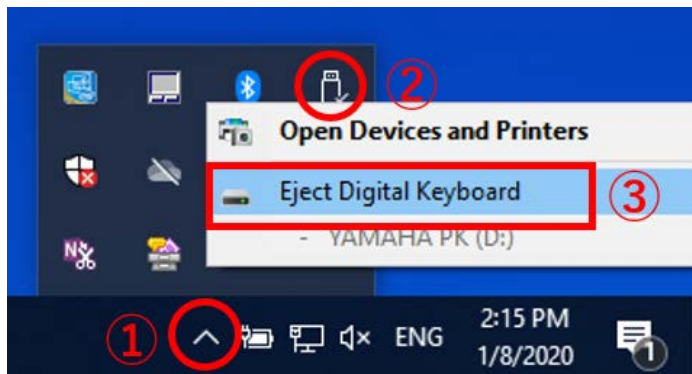 ②
Open Devices and Printers
Eject Digital Keyboard
③
- YAMAHA PK (D:)
N
①
ENG
2:15 PM
1/8/2020
1